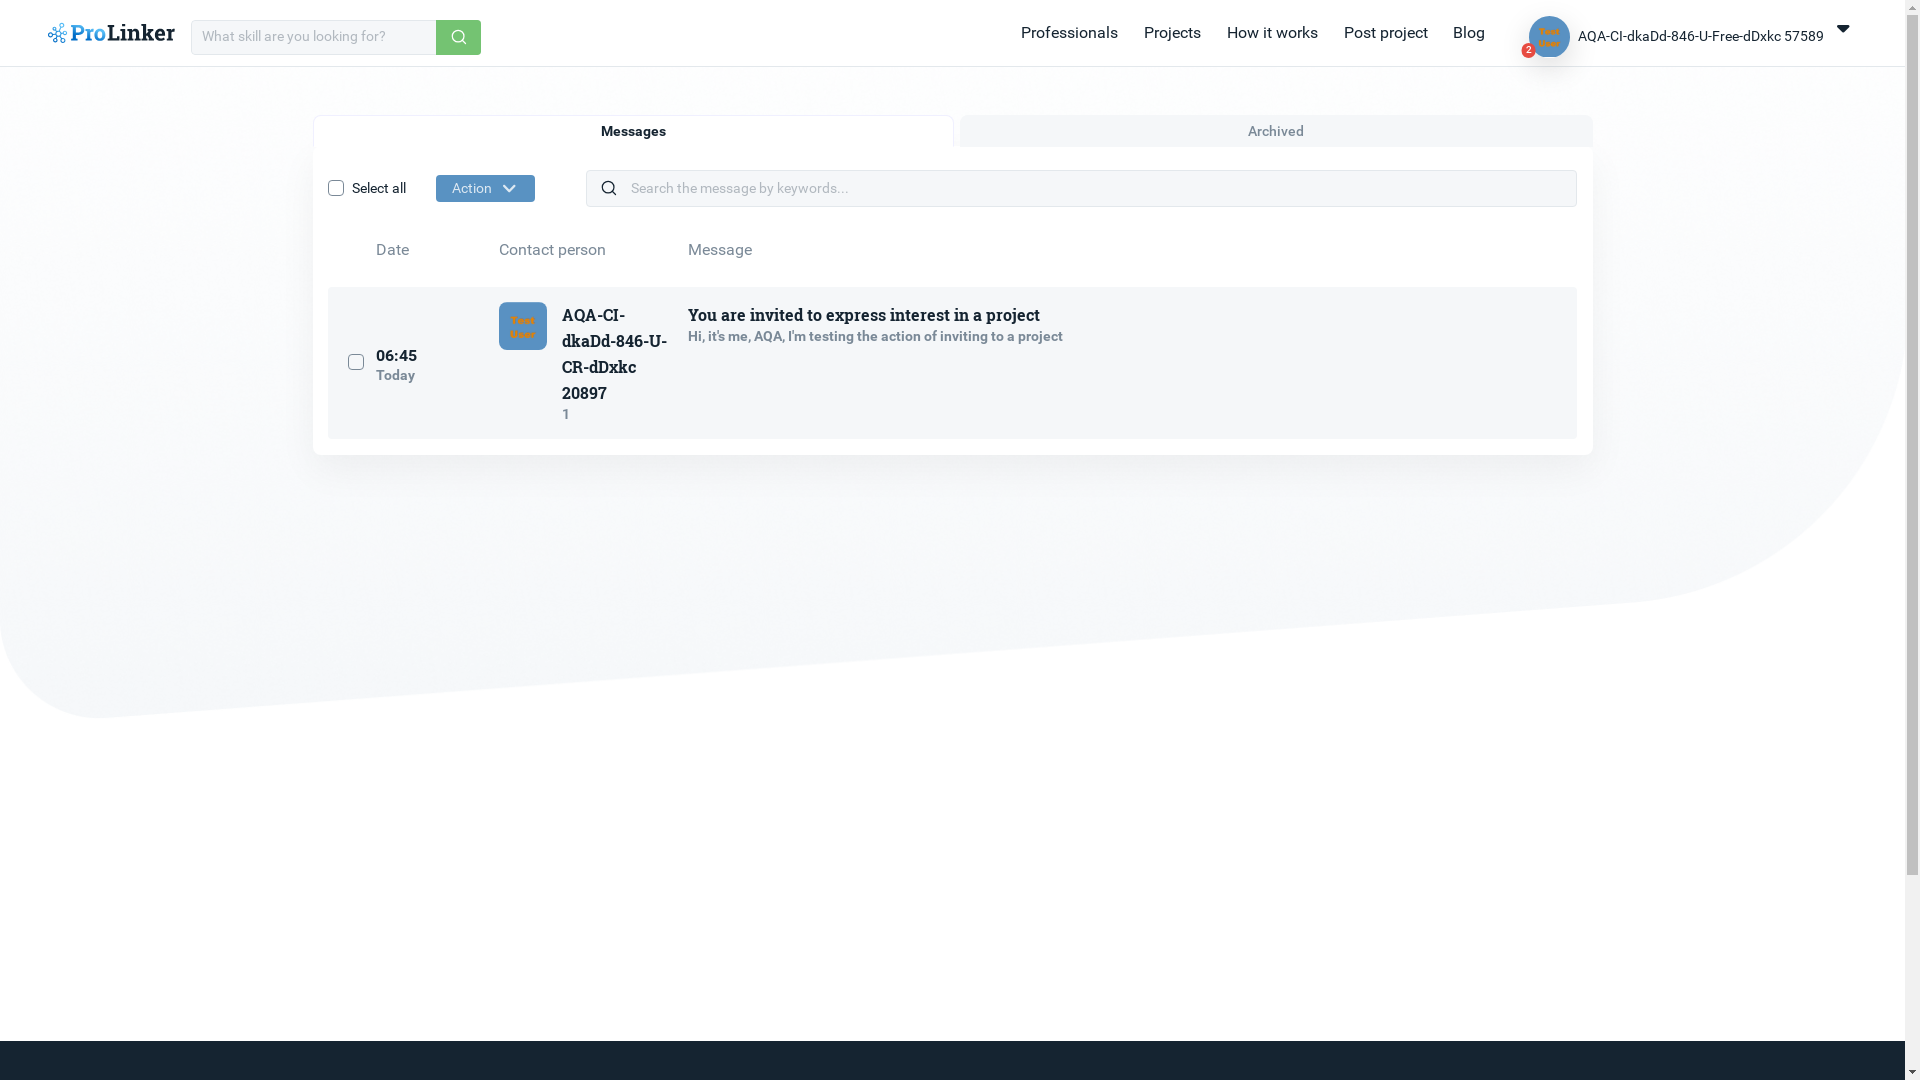 ProLinker
What skill are you looking for?
Professionals
Projects
How it works
Post project
Blog
Test
User
2
AQA-CI-dkaDd-846-U-Free-dDxkc 57589
Messages
Archived
Select all
Action
Search the message by keywords...
Date
Contact person
Message
06:45
Today
Test
User
AQA-CI-
dkaDd-846-U-
CR-dDxkc
20897
1
You are invited to express interest in a project
Hi, it's me, AQA, I'm testing the action of inviting to a project